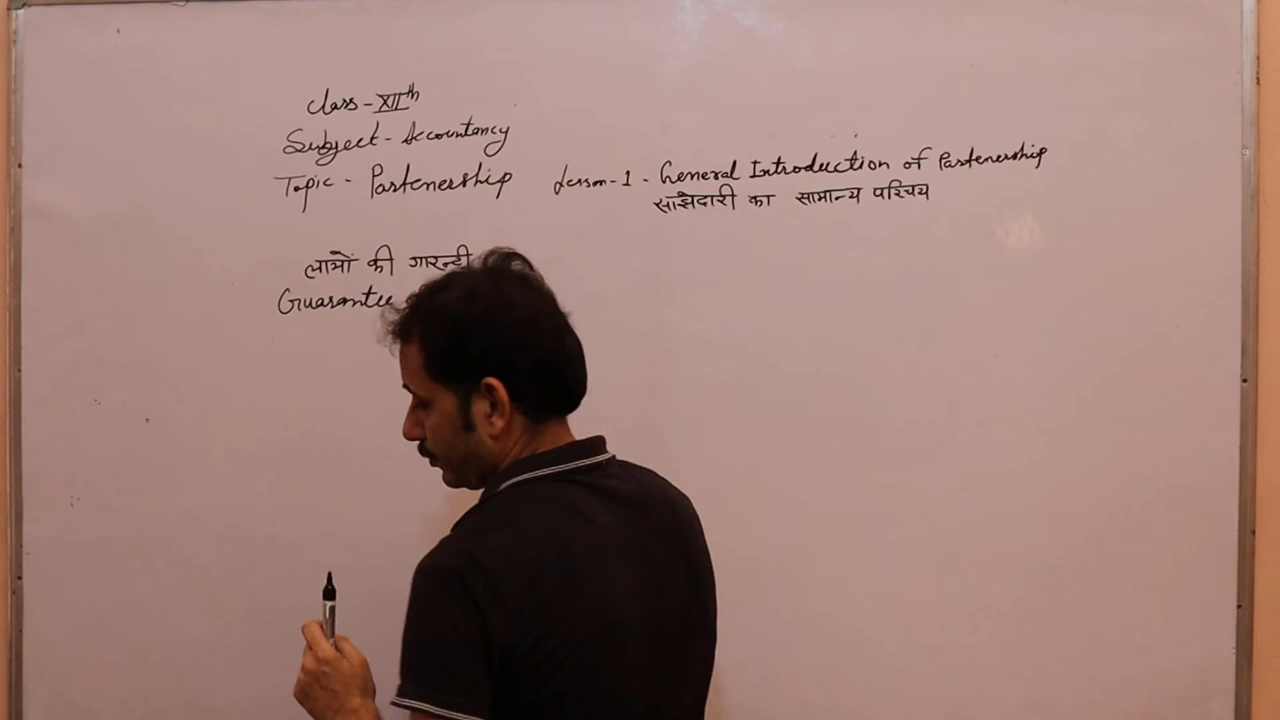 Class - XIIth
Subject - Accountancy
Topic - Partenership
Lesson-1 - General Introduction of Partenership
साझेदारी का सामान्य परिचय
लाभों की गारन्टी
Guarantee